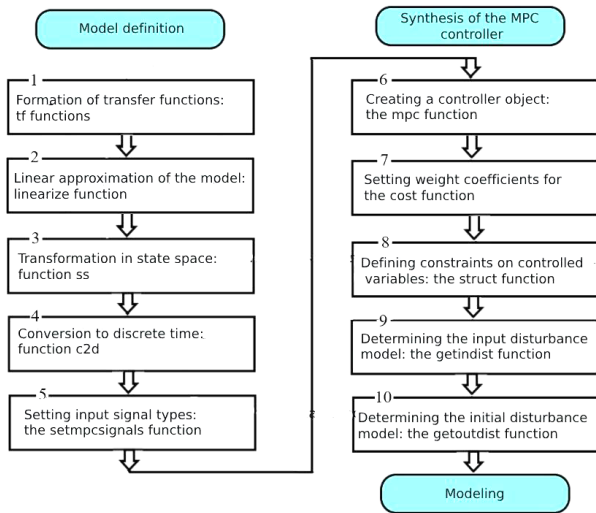 Model definition
1
Formation of transfer functions:
tf functions
2
Linear approximation of the model:
linearize function
3
Transformation in state space:
function ss
4
Conversion to discrete time:
function c2d
5
Setting input signal types:
the setmpcsignals function
Synthesis of the MPC
controller
6
Creating a controller object:
the mpc function
7
Setting weight coefficients for
the cost function
8
Defining constraints on controlled
variables: the struct function
9
Determining the input disturbance
model: the getindist function
10
Determining the initial disturbance
model: the getoutdist function
Modeling